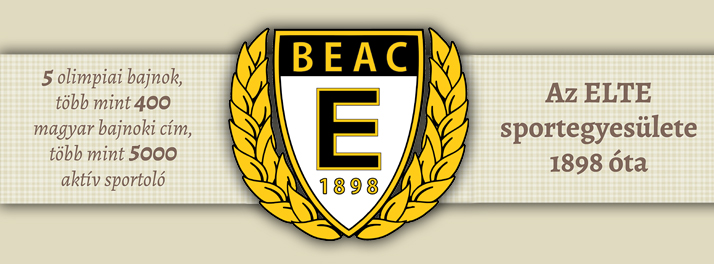 5 olimpiai bajnok,
több mint 400
magyar bajnoki cím,
több mint 5000
aktív sportoló
BEAC
E
1898
Az ELTE
sportegyesülete
1898 óta